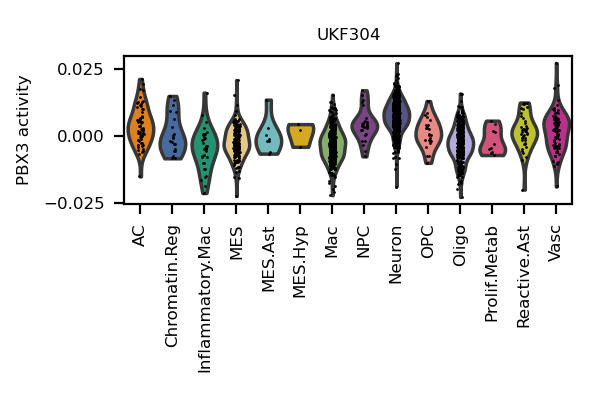 UKF304
PBX3 activity
0.025
0.000
−0.025
AC
Chromatin.Reg
Inflammatory.Mac
MES
MES.Ast
MES.Hyp
Mac
NPC
Neuron
OPC
Oligo
Prolif.Metab
Reactive.Ast
Vasc